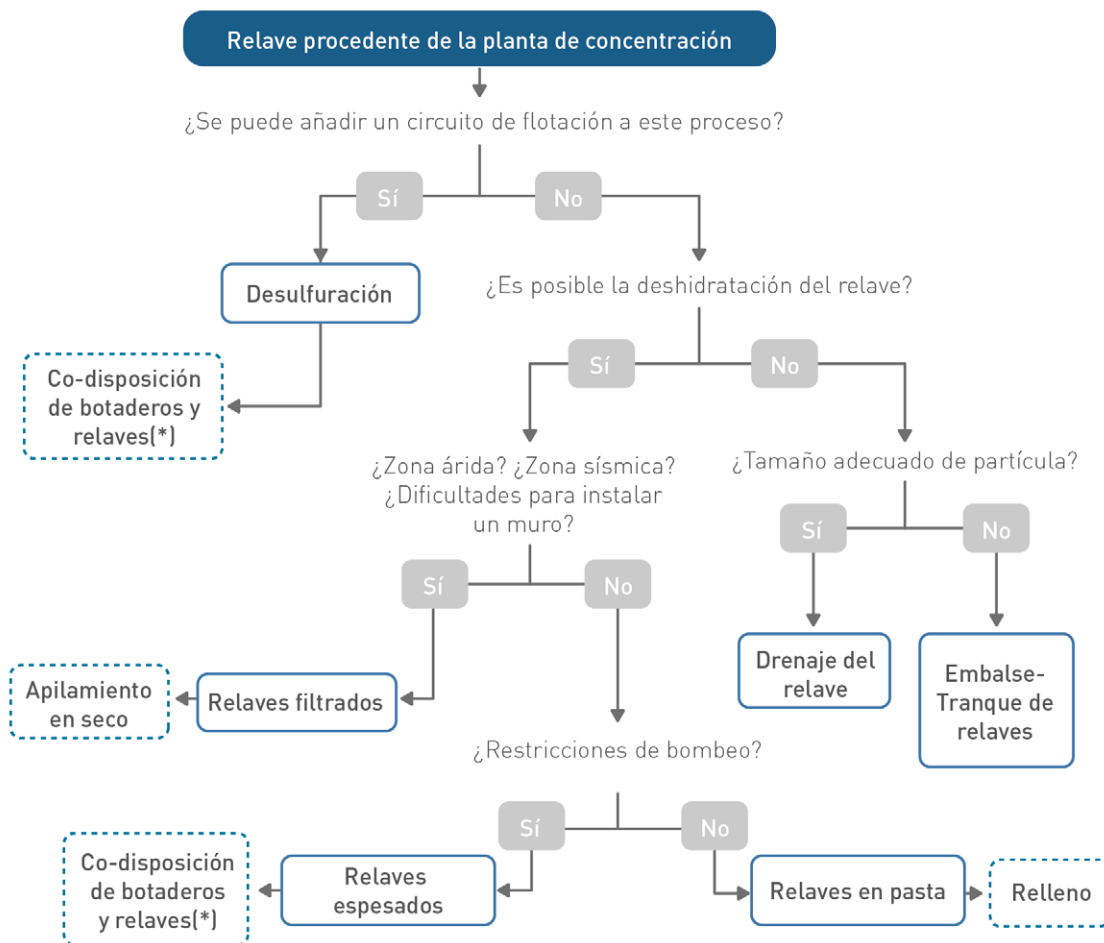 Relave procedente de la planta de concentración
¿Se puede añadir un circuito de flotación a este proceso?
Sí
No
Desulfuración
¿Es posible la deshidratación del relave?
Co-disposición
de botaderos y
relaves(*)
Sí
No
¿Zona árida? ¿Zona sísmica?
¿Dificultades para instalar
un muro?
¿Tamaño adecuado de partícula?
Sí
No
Sí
No
Drenaje del
relave
Embalse-
Tranque de
relaves
Apilamiento
en seco
Relaves filtrados
¿Restricciones de bombeo?
Sí
No
Co-disposición
de botaderos
y relaves(*)
Relaves
espesados
Relaves en pasta
Relleno